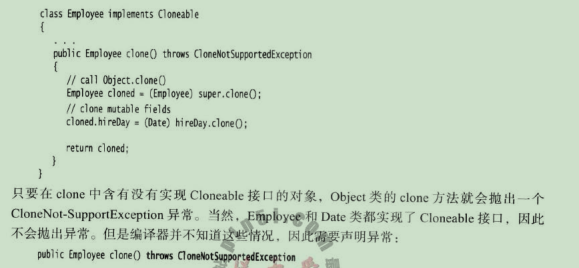 class Employee implements Cloneable
{
. . .
public Employee clone() throws CloneNotSupportedException
{
// call Object.clone()
Employee cloned = (Employee) super.clone();
// clone mutable fields
cloned.hireDay = (Date) hireDay.clone();
return cloned;
}
}
只要在 clone 中含有没有实现 Cloneable 接口的对象，Object 类的 clone 方法就会抛出一个
CloneNot-SupportException 异常。当然，Employee 和 Date 类都实现了 Cloneable 接口，因此
不会抛出异常。但是编译器并不知道这些情况，因此需要声明异常：
public Employee clone() throws CloneNotSupportedException